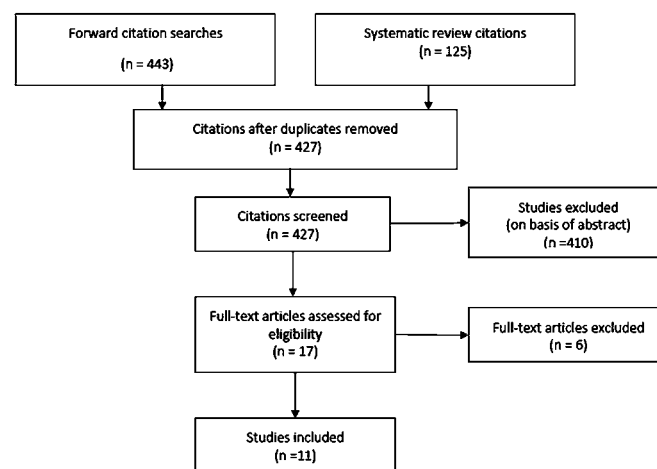 Forward citation searches
(n = 443)
Systematic review citations
(n = 125)
Citations after duplicates removed
(n = 427)
Citations screened
(n = 427)
Studies excluded
(on basis of abstract)
(n =410)
Full-text articles assessed for
eligibility
(n = 17)
Full-text articles excluded
(n = 6)
Studies included
(n =11)